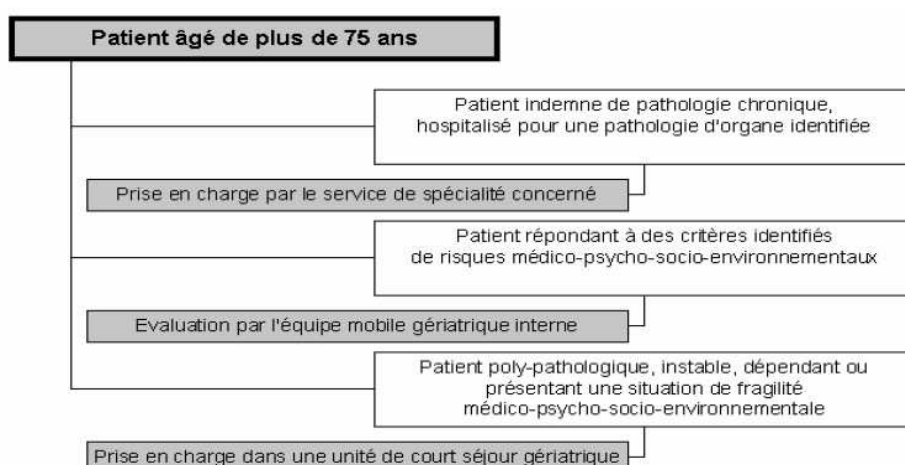 Patient âgé de plus de 75 ans
Patient indemne de pathologie chronique,
hospitalisé pour une pathologie d'organe identifiée
Prise en charge par le service de spécialité concerné
Patient répondant à des critères identifiés
de risques médico-psycho-socio-environnementaux
Evaluation par l'équipe mobile gériatrique interne
Patient poly-pathologique, instable, dépendant ou
présentant une situation de fragilité
médico-psycho-socio-environnementale
Prise en charge dans une unité de court séjour gériatrique